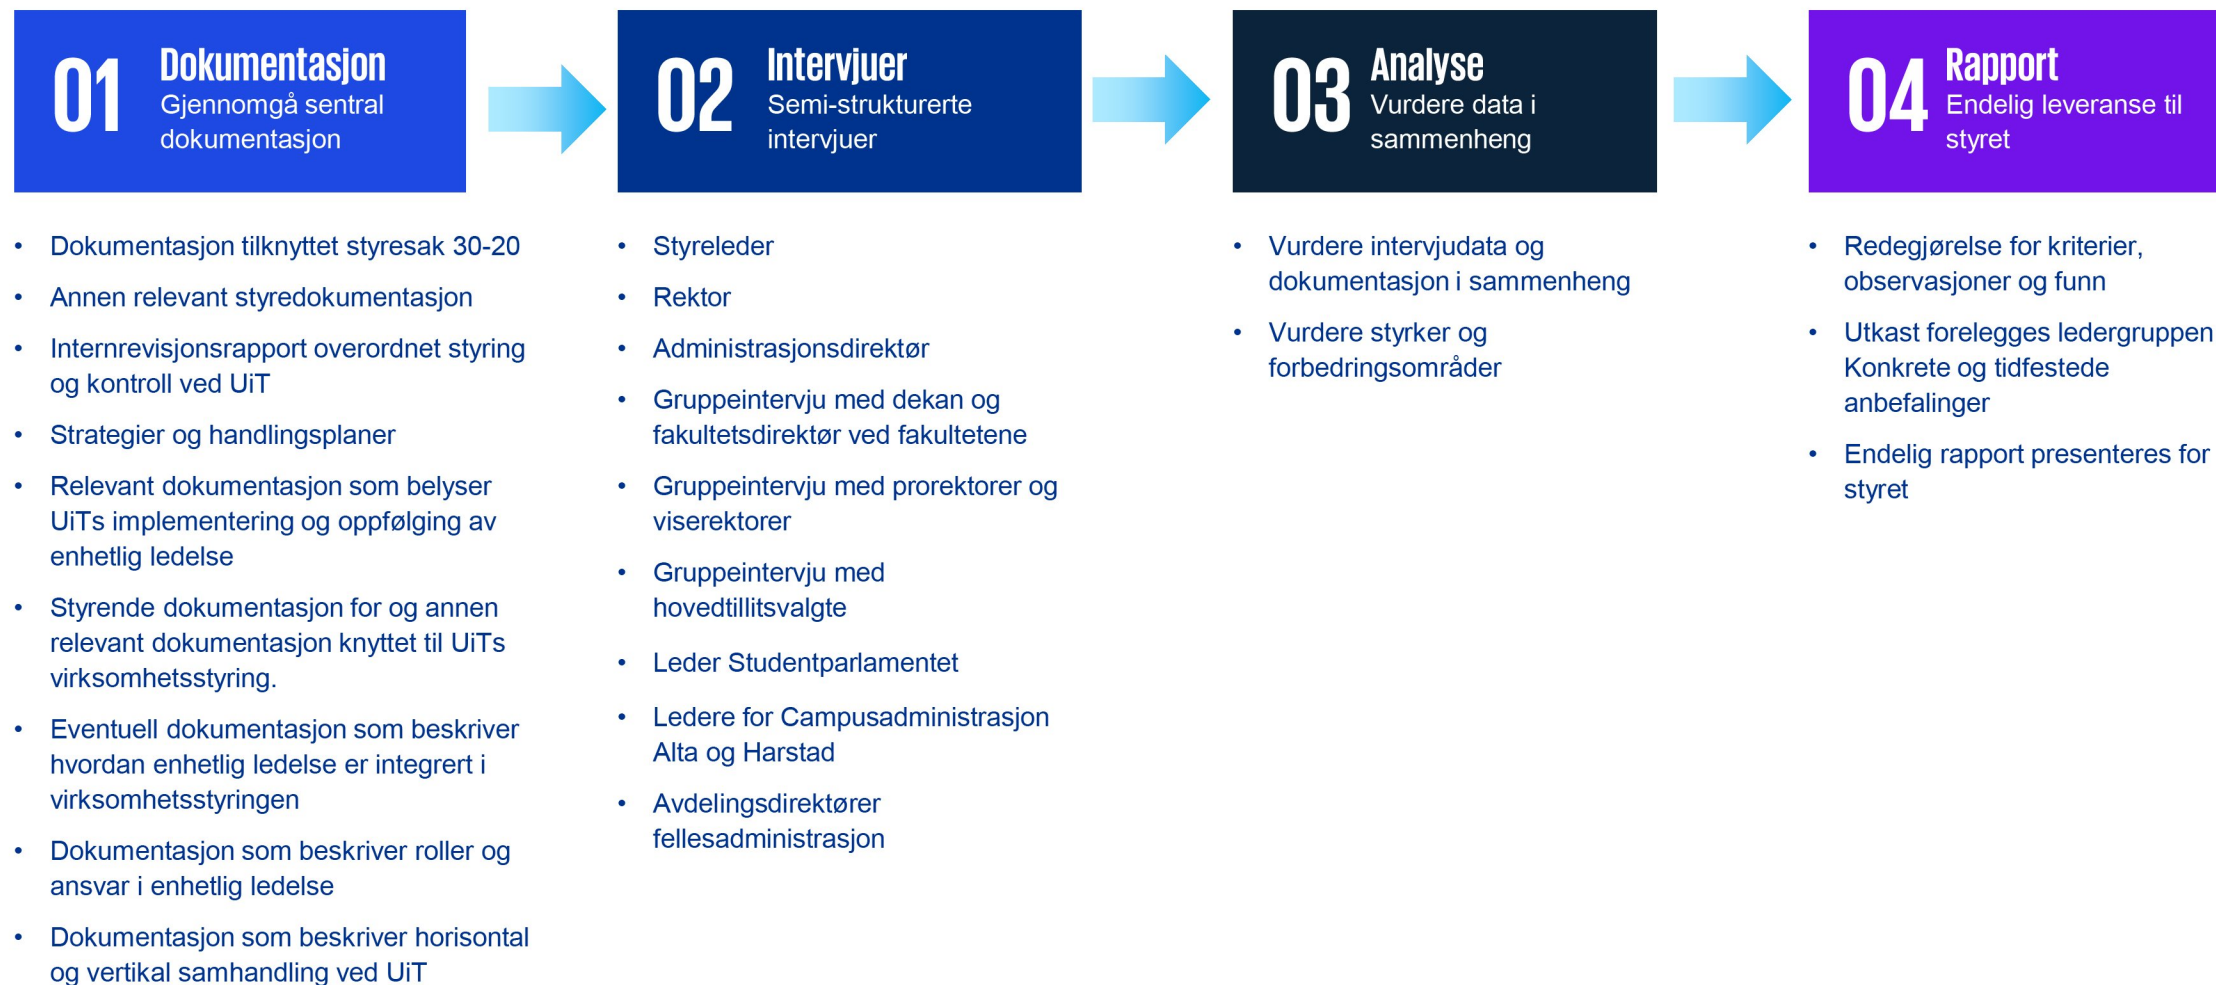 01
Dokumentasjon
Gjennomgå sentral
dokumentasjon
• Dokumentasjon tilknyttet styresak 30-20
• Annen relevant styredokumentasjon
• Internrevisjonsrapport overordnet styring
og kontroll ved UiT
• Strategier og handlingsplaner
• Relevant dokumentasjon som belyser
UiTs implementering og oppfølging av
enhetlig ledelse
• Styrende dokumentasjon for og annen
relevant dokumentasjon knyttet til UiTs
virksomhetsstyring.
• Eventuell dokumentasjon som beskriver
hvordan enhetlig ledelse er integrert i
virksomhetsstyringen
• Dokumentasjon som beskriver roller og
ansvar i enhetlig ledelse
• Dokumentasjon som beskriver horisontal
og vertikal samhandling ved UiT
02
Intervjuer
Semi-strukturerte
intervjuer
• Styreleder
• Rektor
• Administrasjonsdirektør
• Gruppeintervju med dekan og
fakultetsdirektør ved fakultetene
• Gruppeintervju med prorektorer og
viserektorer
• Gruppeintervju med
hovedtillitsvalgte
• Leder Studentparlamentet
• Ledere for Campusadministrasjon
Alta og Harstad
• Avdelingsdirektører
fellesadministrasjon
03
Analyse
Vurdere data i
sammenheng
• Vurdere intervjudata og
dokumentasjon i sammenheng
• Vurdere styrker og
forbedringsområder
04
Rapport
Endelig leveranse til
styret
• Redegjørelse for kriterier,
observasjoner og funn
• Utkast forelegges ledergruppen
Konkrete og tidfestede
anbefalinger
• Endelig rapport presenteres for
styret